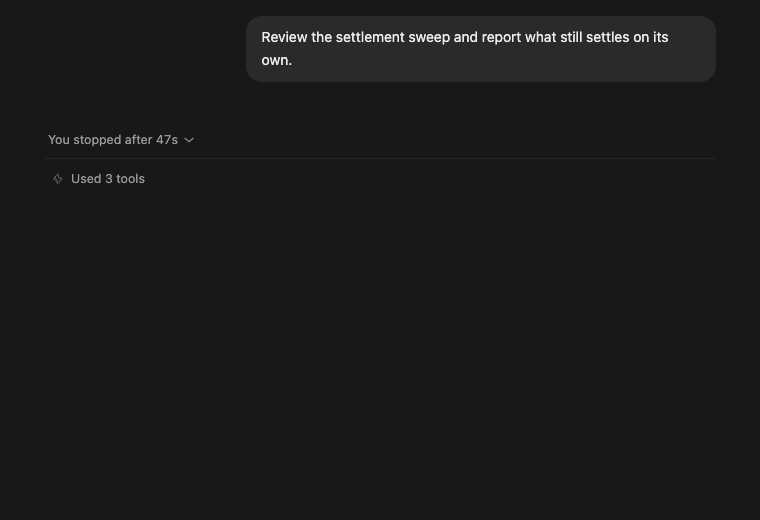 Review the settlement sweep and report what still settles on its
own.
You stopped after 47s
Used 3 tools